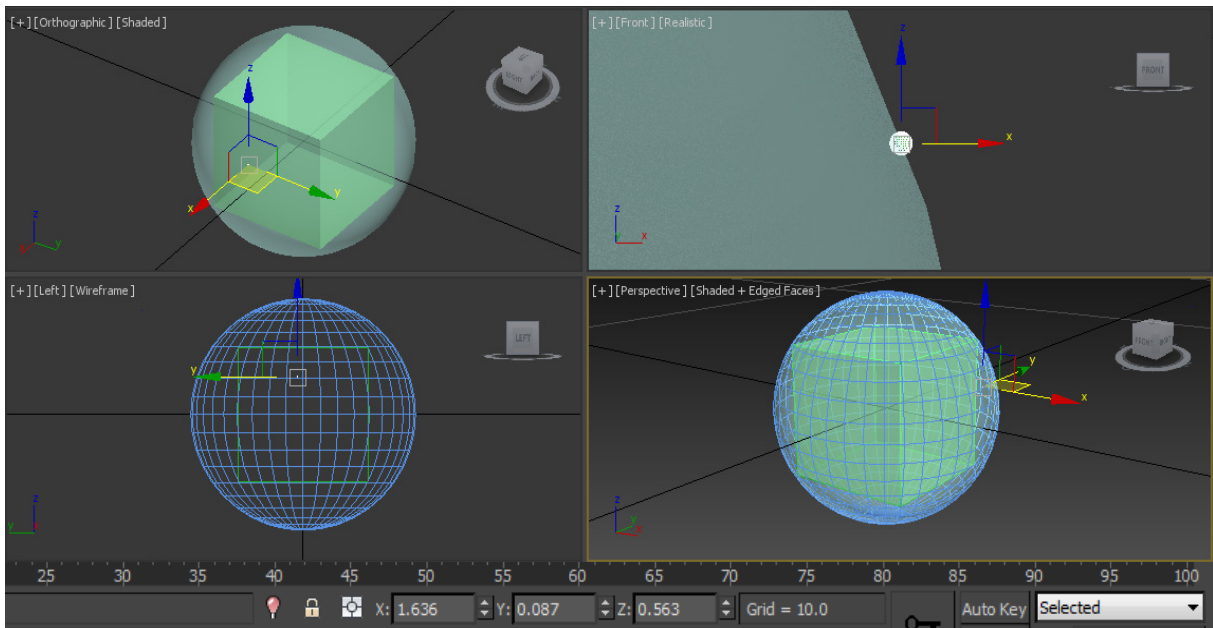 [+] [Orthographic] [Shaded]
z
x
y
z
y
[+] [Front] [Realistic]
FRONT
x
z
x
[+] [Left] [Wireframe]
LEFT
y
z
y
[+] [Perspective] [Shaded + Edged Faces]
y
x
z
x
25 30 35 40 45 50 55 60 65 70 75 80 85 90 95 100
X: 1.636 Y: 0.087 Z: 0.563 Grid = 10.0 Auto Key Selected